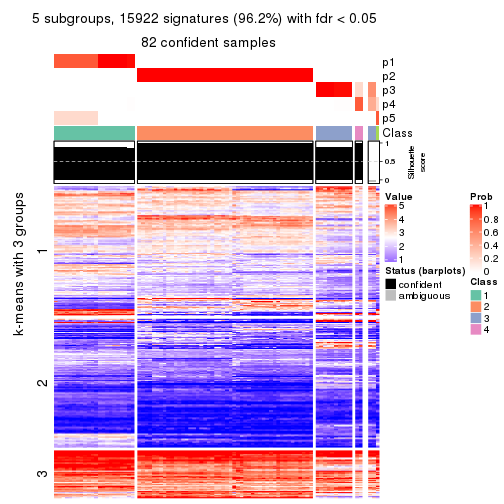 5 subgroups, 15922 signatures (96.2%) with fdr < 0.05
82 confident samples
p1
p2
p3
p4
p5
Class
1
0.5
0
Silhouette
score
k-means with 3 groups
1
2
3
Value
5
4
3
2
1
Status (barplots)
confident
ambiguous
Prob
1
0.8
0.6
0.4
0.2
0
Class
1
2
3
4